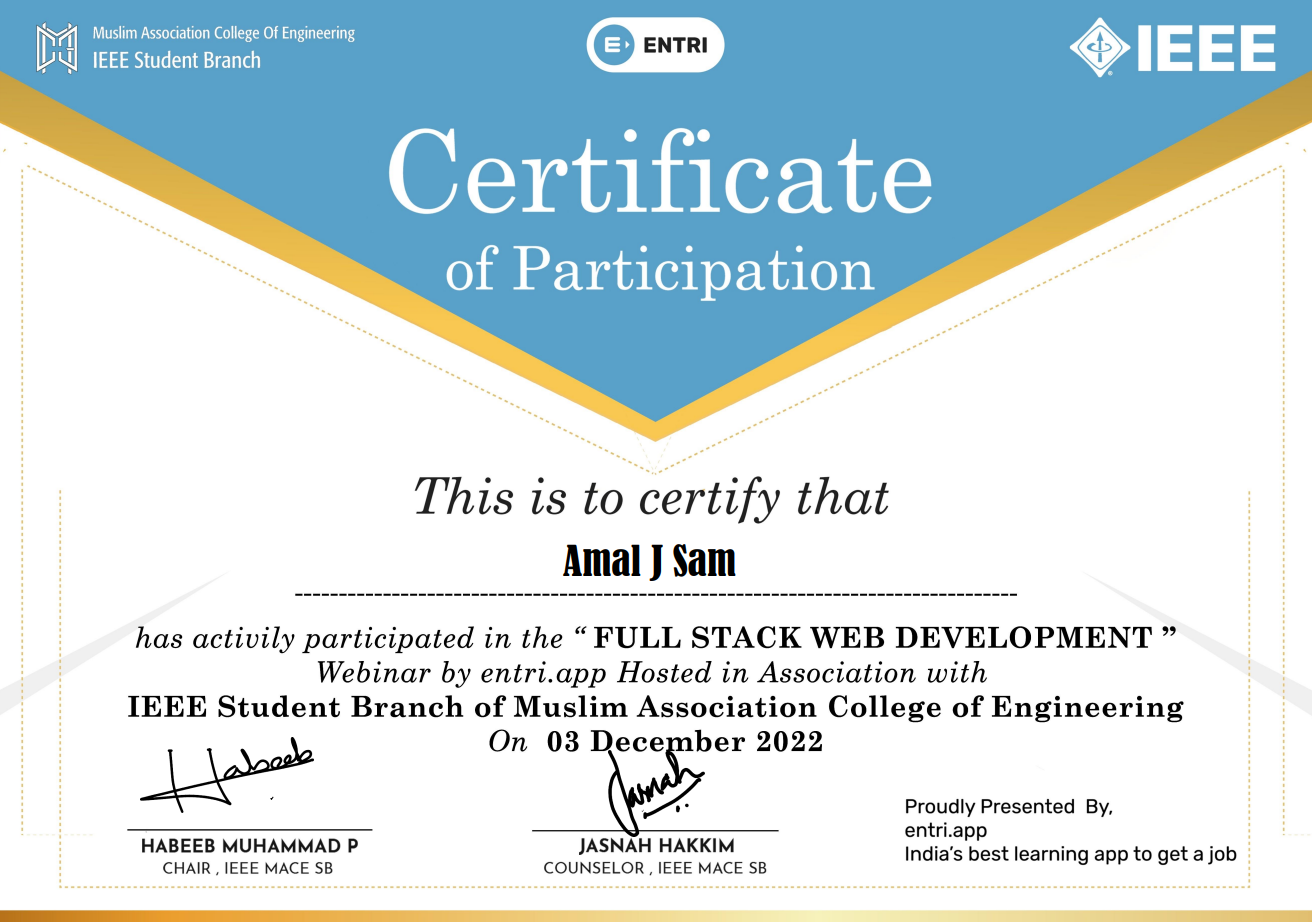 Muslim Association College Of Engineering
IEEE Student Branch
ENTRI
IEEE
Certificate
of Participation
This is to certify that
Amal J Sam
has activily participated in the “ FULL STACK WEB DEVELOPMENT ”
Webinar by entri.app Hosted in Association with
IEEE Student Branch of Muslim Association College of Engineering
On 03 December 2022
Habeeb
Jasnah
HABEEB MUHAMMAD P
CHAIR , IEEE MACE SB
JASNAH HAKKIM
COUNSELOR , IEEE MACE SB
Proudly Presented By,
entri.app
India’s best learning app to get a job